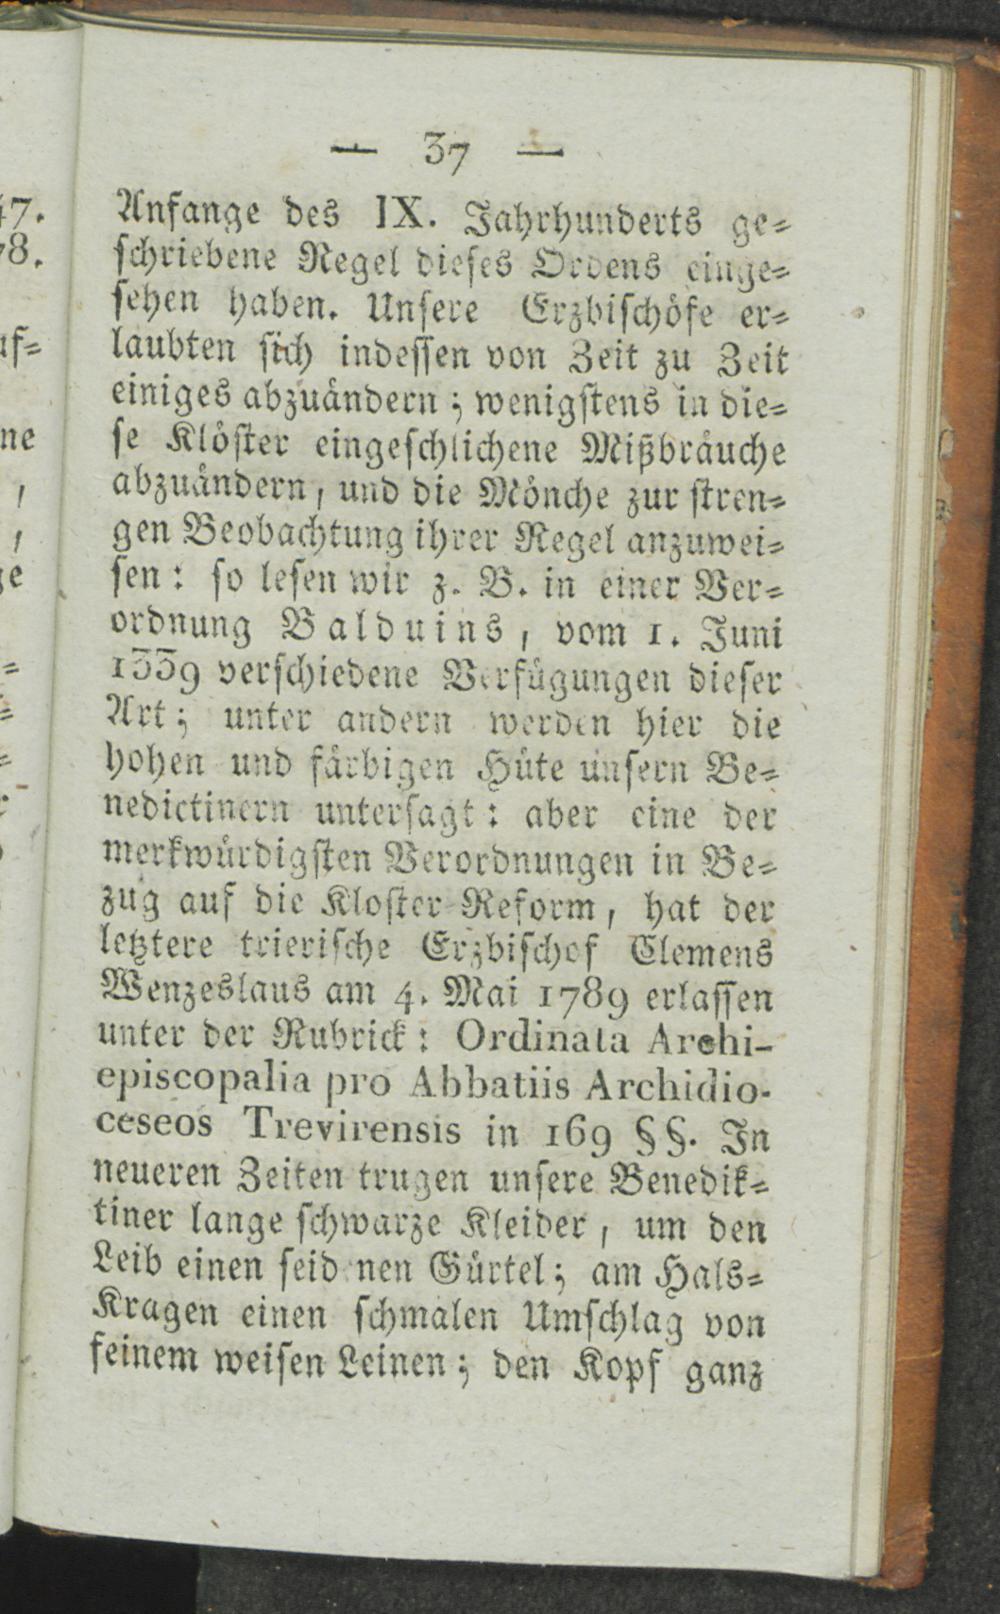 — 37 —
Anfange des IX. Jahrhunderts ge-
schriebene Regel dieses Ordens einge-
sehen haben. Unsere Erzbischöfe er-
laubten sich indessen von Zeit zu Zeit
einiges abzuändern; wenigstens in die-
se Klöster eingeschlichene Mißbräuche
abzuändern, und die Mönche zur stren-
gen Beobachtung ihrer Regel anzuwei-
sen: so lesen wir z. B. in einer Ver-
ordnung Balduins, vom 1. Juni
1339 verschiedene Verfügungen dieser
Art; unter andern werden hier die
hohen und färbigen Hüte unsern Be-
nedictinern untersagt: aber eine der
merkwürdigsten Verordnungen in Be-
zug auf die Kloster-Reform, hat der
letztere trierische Erzbischof Clemens
Wenzeslaus am 4. Mai 1789 erlassen
unter der Rubrick: Ordinata Archi-
episcopalia pro Abbatiis Archidio-
ceseos Trevirensis in 169 §§. In
neueren Zeiten trugen unsere Benedik-
tiner lange schwarze Kleider, um den
Leib einen seidnen Gürtel; am Hals-
Kragen einen schmalen Umschlag von
feinem weisen Leinen; den Kopf ganz